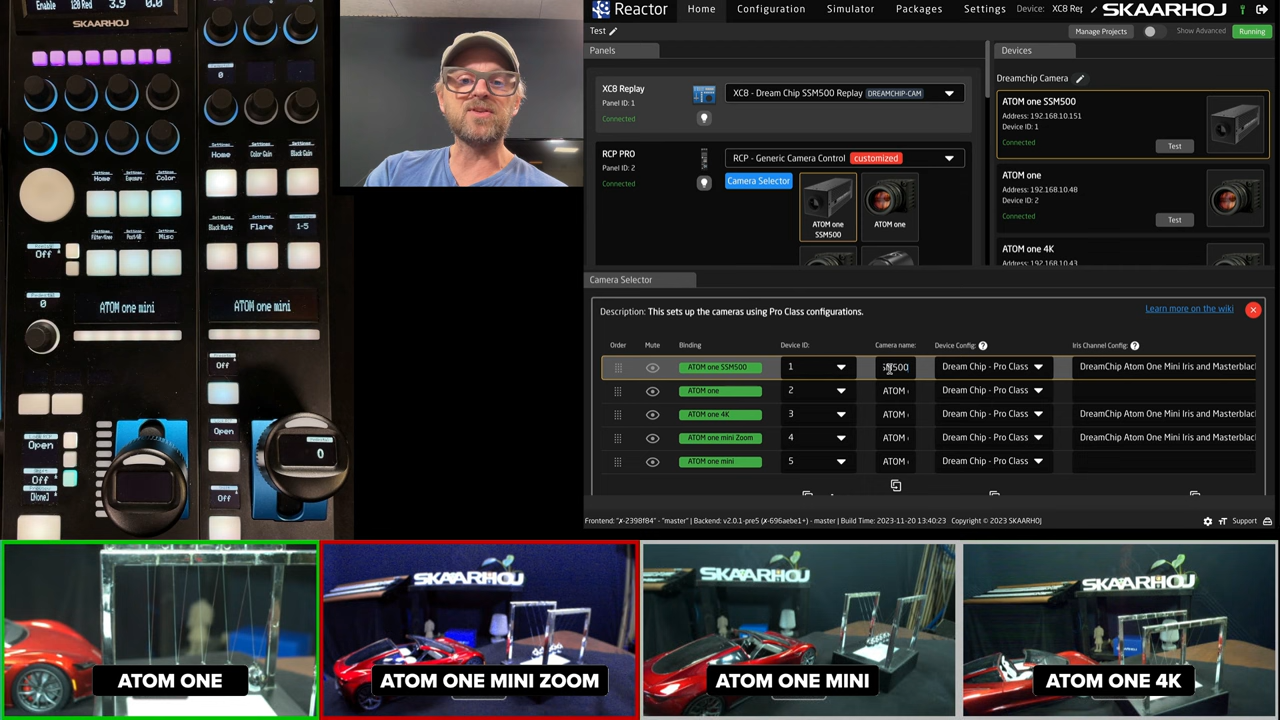 Enable 120 Red 3.9 0.0
SKAARHOJ
0
Home Color Gain Black Gain
Home Color
Black Flare 1-5
Filter+Tone Misc
Off
0
ATOM one mini
ATOM one mini
Off
Open
Open
Off
[None]
Off
0
Reactor
Home Configuration Simulator Packages Settings Device: XC8 Rep SKAARHOJ
Test
Manage Projects Show Advanced Running
Panels
XC8 Replay
Panel ID: 1
Connected
XC8 - Dream Chip SSM500 Replay DREAMCHIP-CAM
RCP PRO
Panel ID: 2
Connected
RCP - Generic Camera Control customized
Camera Selector
ATOM one SSM500
ATOM one
Devices
Dreamchip Camera
ATOM one SSM500
Address: 192.168.10.151
Device ID: 1
Connected
Test
ATOM one
Address: 192.168.10.48
Device ID: 2
Connected
Test
ATOM one 4K
Address: 192.168.10.43
Camera Selector
Description: This sets up the cameras using Pro Class configurations.
Learn more on the wiki
Order Mute Binding Device ID: Camera name: Device Config: Iris Channel Config:
ATOM one SSM500 1 SM500 Dream Chip - Pro Class DreamChip Atom One Mini Iris and Masterblac
ATOM one 2 ATOM Dream Chip - Pro Class
ATOM one 4K 3 ATOM Dream Chip - Pro Class DreamChip Atom One Mini Iris and Masterblac
ATOM one mini Zoom 4 ATOM Dream Chip - Pro Class DreamChip Atom One Mini Iris and Masterblac
ATOM one mini 5 ATOM Dream Chip - Pro Class
Frontend: "✗-2398f84" - "master" | Backend: v2.0.1-pre5 (✗-696aebe1+) - master | Build Time: 2023-11-20 13:40:23 Copyright © 2023 SKAARHOJ
Support
SKAARHOJ
SKAARHOJ
SKAARHOJ
ATOM ONE
ATOM ONE MINI ZOOM
ATOM ONE MINI
ATOM ONE 4K